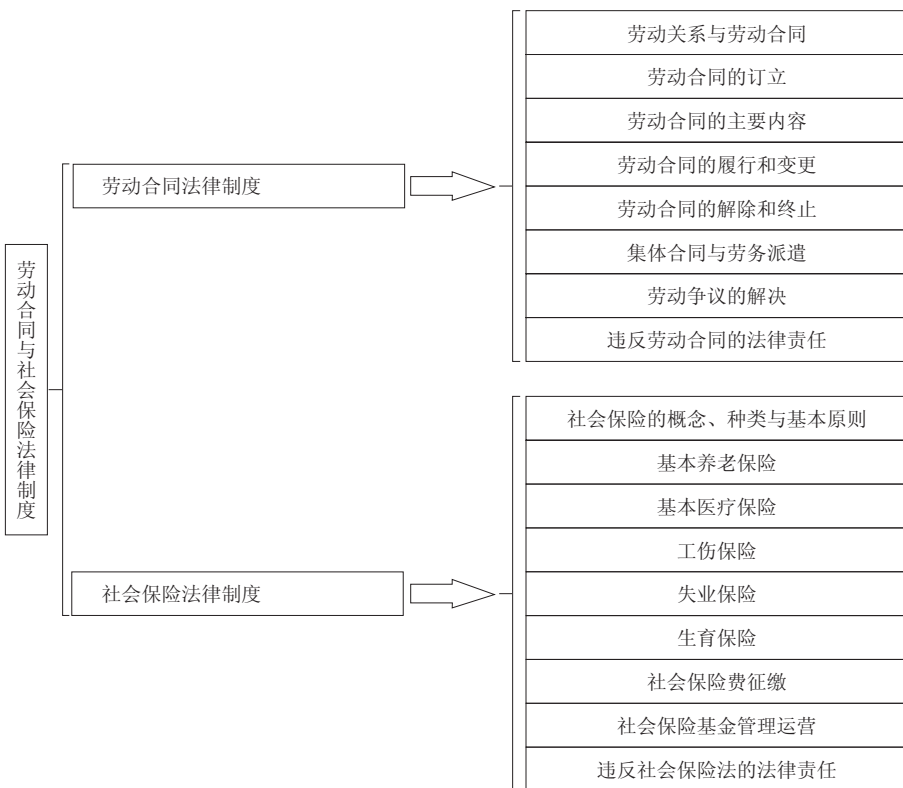 劳动合同与社会保险法律制度
劳动合同法律制度
劳动关系与劳动合同
劳动合同的订立
劳动合同的主要内容
劳动合同的履行和变更
劳动合同的解除和终止
集体合同与劳务派遣
劳动争议的解决
违反劳动合同的法律责任
社会保险法律制度
社会保险的概念、种类与基本原则
基本养老保险
基本医疗保险
工伤保险
失业保险
生育保险
社会保险费征缴
社会保险基金管理运营
违反社会保险法的法律责任